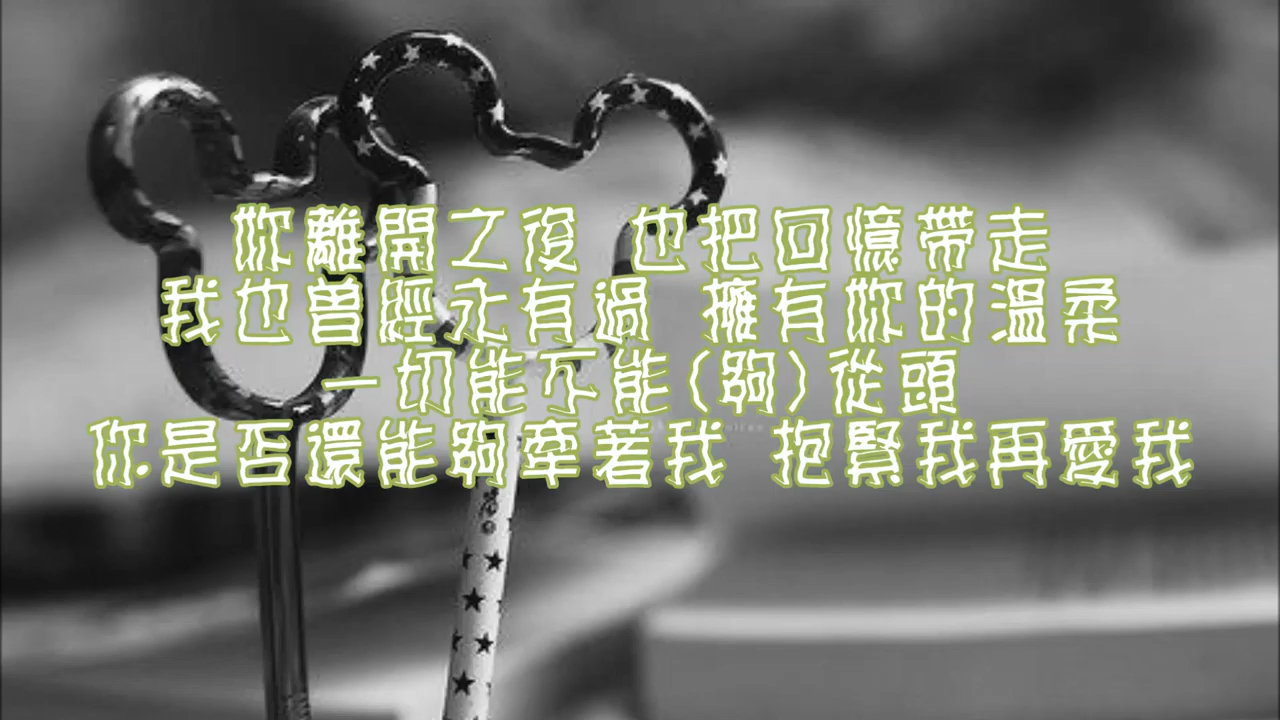 妳離開之後 也把回憶帶走
我也曾經永有過 擁有妳的溫柔
一切能不能(夠)從頭
你是否還能夠牽著我 抱緊我再愛我